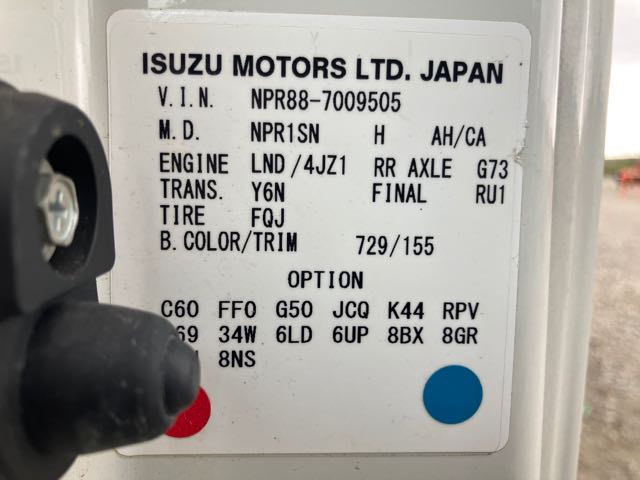 ISUZU MOTORS LTD. JAPAN
V.I.N. NPR88-7009505
M.D. NPR1SN H AH/CA
ENGINE LND/4JZ1 RR AXLE G73
TRANS. Y6N FINAL RU1
TIRE FQJ
B.COLOR/TRIM 729/155
OPTION
C60 FF0 G50 JCQ K44 RPV
34W 6LD 6UP 8BX 8GR
8NS